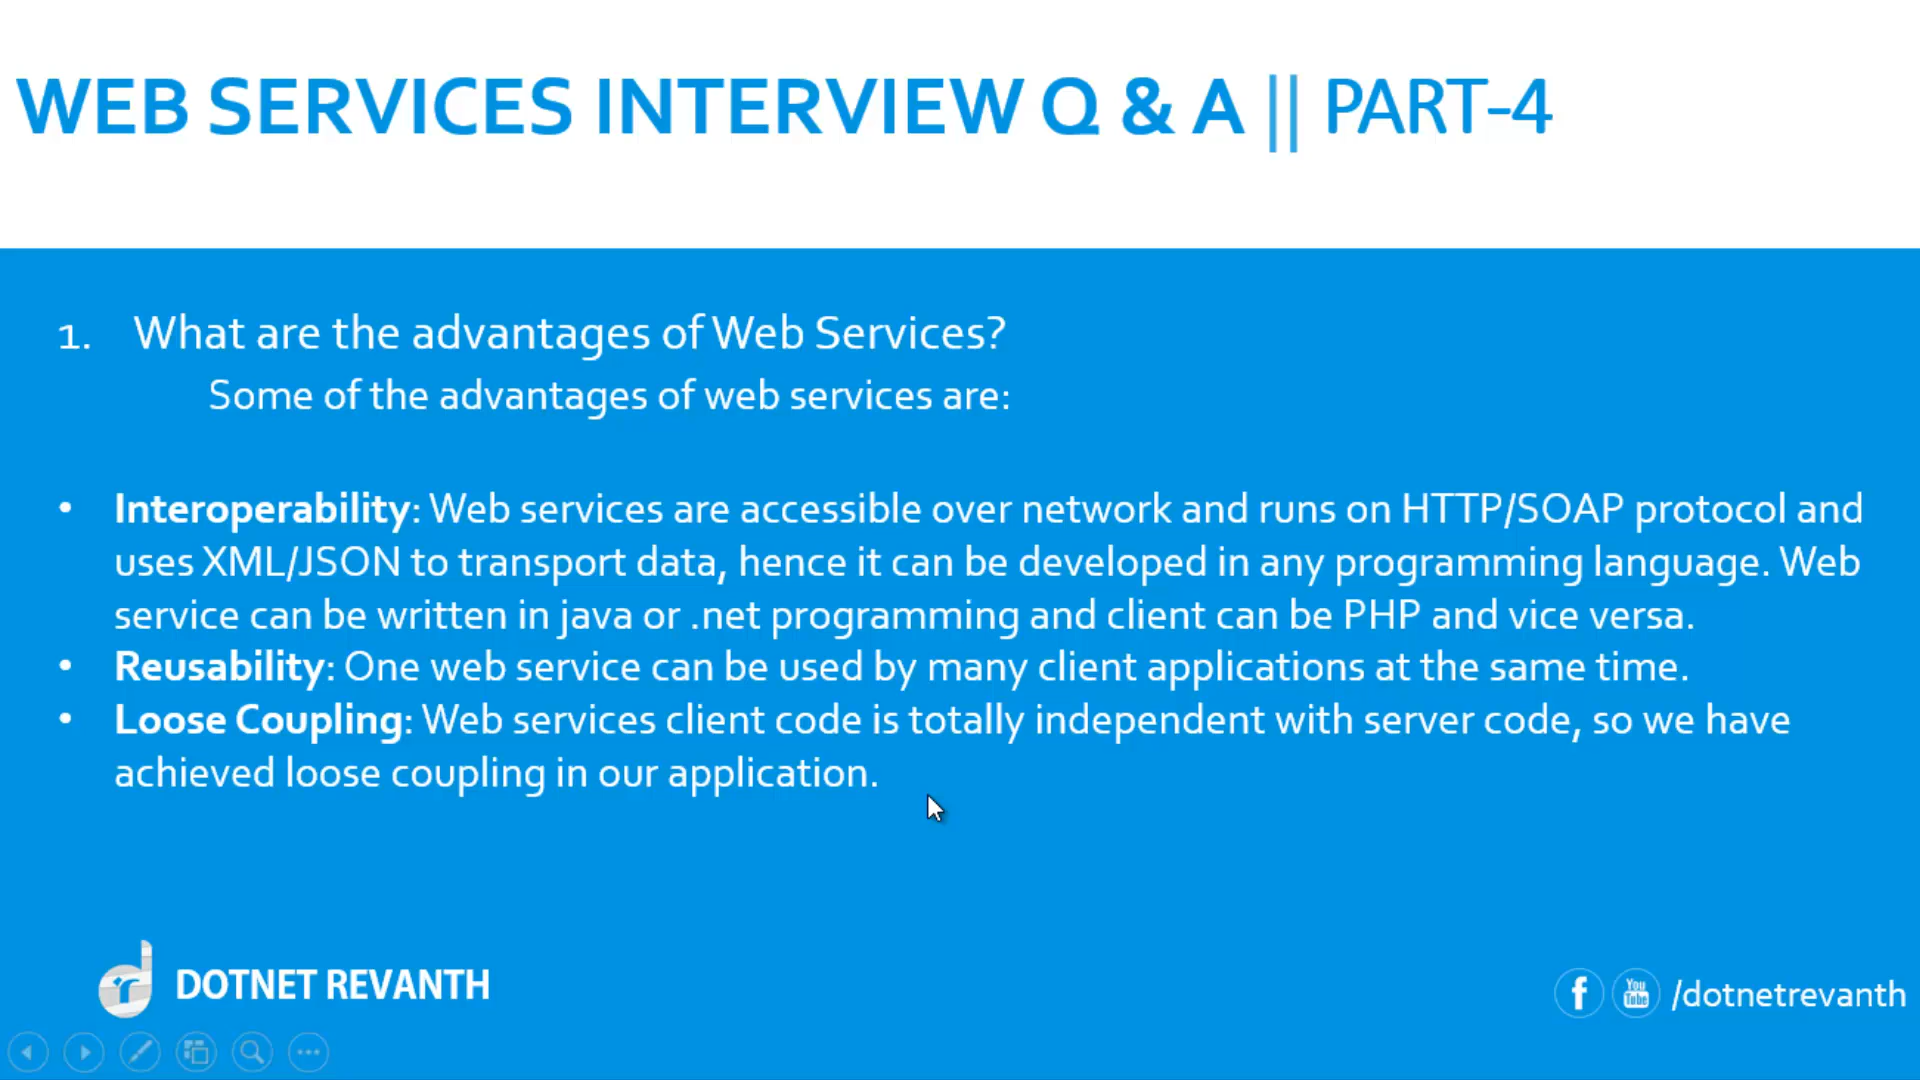 WEB SERVICES INTERVIEW Q & A || PART-4
1. What are the advantages of Web Services?
Some of the advantages of web services are:
• Interoperability: Web services are accessible over network and runs on HTTP/SOAP protocol and
uses XML/JSON to transport data, hence it can be developed in any programming language. Web
service can be written in java or .net programming and client can be PHP and vice versa.
• Reusability: One web service can be used by many client applications at the same time.
• Loose Coupling: Web services client code is totally independent with server code, so we have
achieved loose coupling in our application.
DOTNET REVANTH
f You Tube /dotnetrevanth